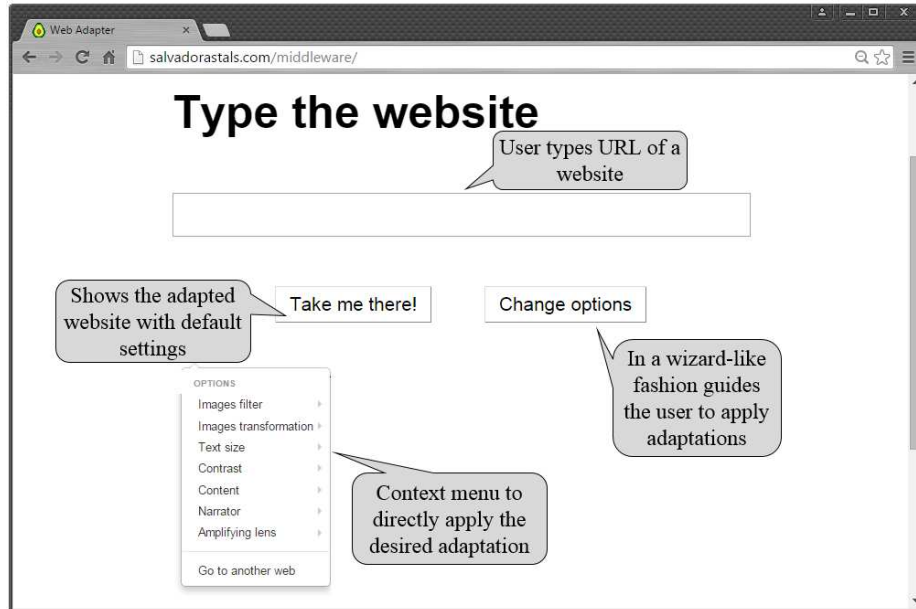 Web Adapter
salvadorastals.com/middleware/
Type the website
User types URL of a
website
Shows the adapted
website with default
settings
Take me there!
Change options
In a wizard-like
fashion guides
the user to apply
adaptations
OPTIONS
Images filter
Images transformation
Text size
Contrast
Content
Narrator
Amplifying lens
Go to another web
Context menu to
directly apply the
desired adaptation